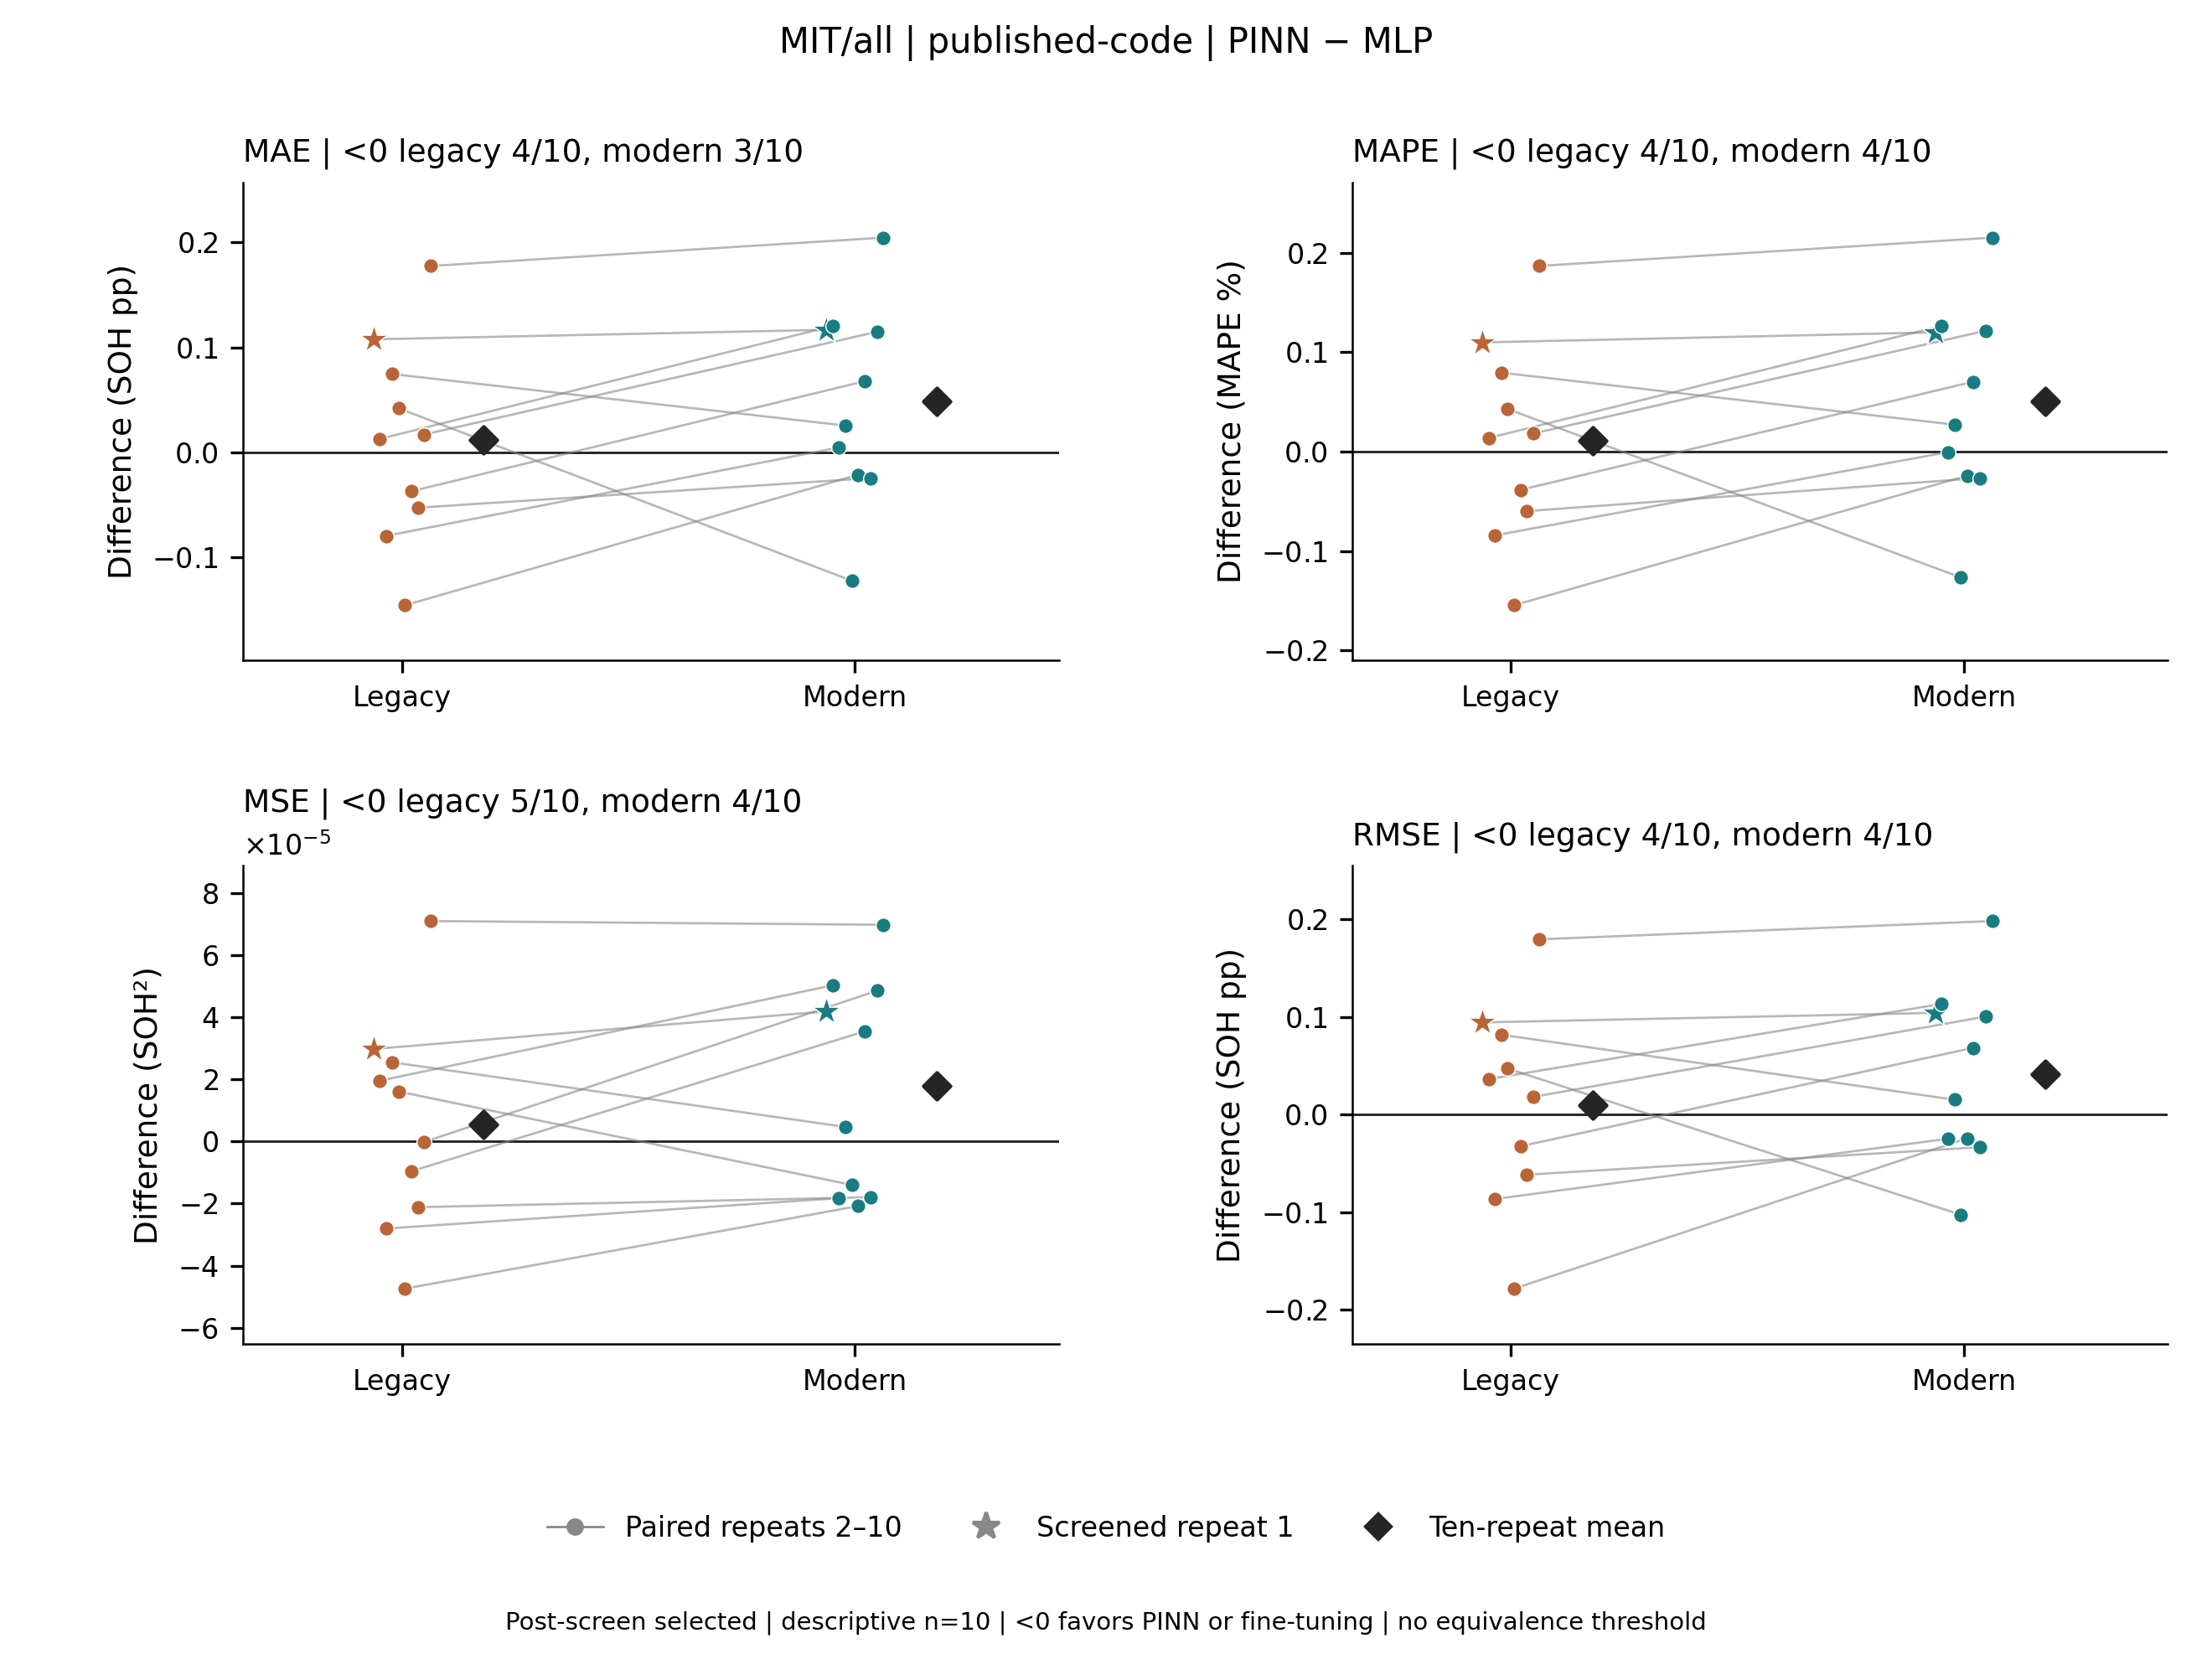 MIT/all | published-code | PINN − MLP
MAE | <0 legacy 4/10, modern 3/10
Difference (SOH pp)
0.2
0.1
0.0
−0.1
Legacy
Modern
MAPE | <0 legacy 4/10, modern 4/10
Difference (MAPE %)
0.2
0.1
0.0
−0.1
−0.2
Legacy
Modern
MSE | <0 legacy 5/10, modern 4/10
×10⁻⁵
Difference (SOH²)
8
6
4
2
0
−2
−4
−6
Legacy
Modern
RMSE | <0 legacy 4/10, modern 4/10
Difference (SOH pp)
0.2
0.1
0.0
−0.1
−0.2
Legacy
Modern
Paired repeats 2–10
Screened repeat 1
Ten-repeat mean
Post-screen selected | descriptive n=10 | <0 favors PINN or fine-tuning | no equivalence threshold